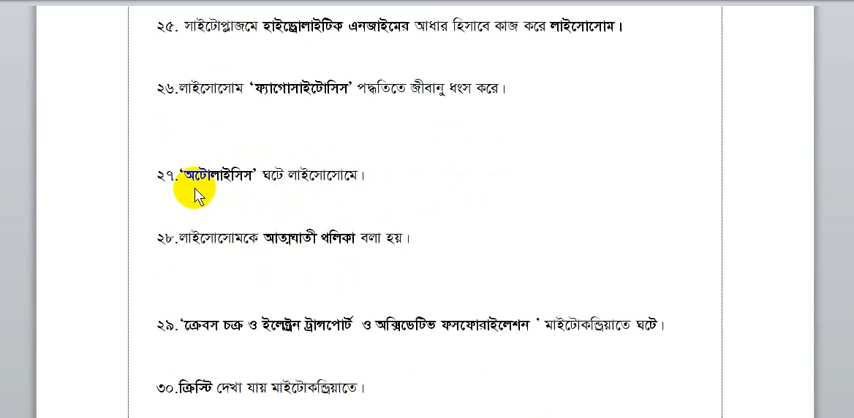 ২৫. সাইটোপ্লাজমে হাইড্রোলাইটিক এনজাইমের আধার হিসাবে কাজ করে লাইসোসোম।
২৬.লাইসোসোম ‘ফ্যাগোসাইটোসিস’ পদ্ধতিতে জীবানু ধংস করে।
২৭.‘অটোলাইসিস’ ঘটে লাইসোসোমে।
২৮.লাইসোসোমকে আত্মঘাতী থলিকা বলা হয়।
২৯.‘ক্রেবস চক্র ও ইলেক্ট্রন ট্রান্সপোর্ট ও অক্সিডেটিভ ফসফোরাইলেশন ‘ মাইটোকন্ড্রিয়াতে ঘটে।
৩০.ক্রিস্টি দেখা যায় মাইটোকন্ড্রিয়াতে।